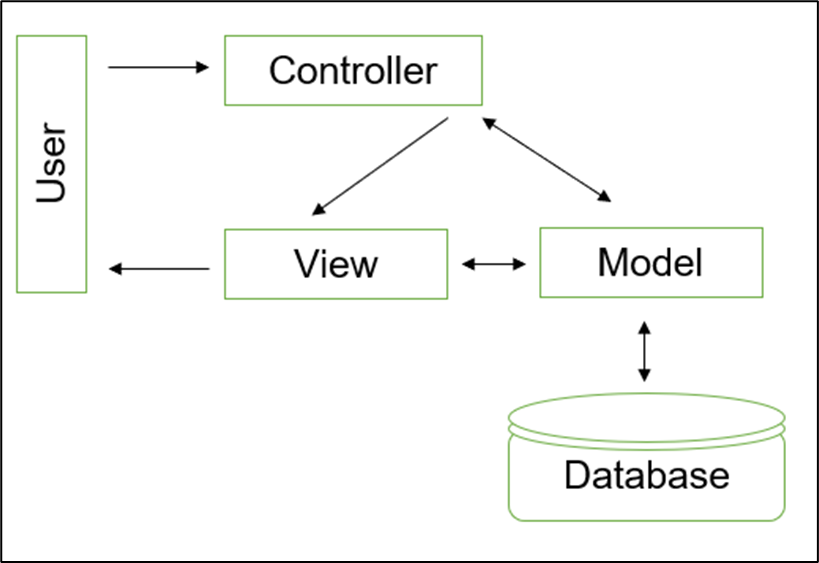 User
Controller
View
Model
Database